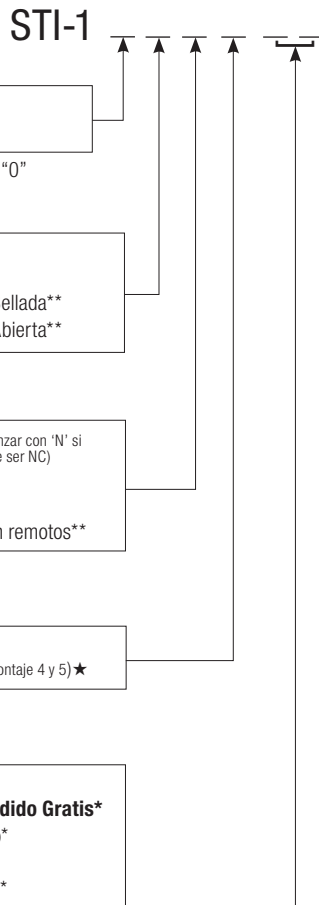 STI-1 _ _ _ _ _ _
“0”
ellada**
bierta**
nzar con ‘N’ si
e ser NC)
n remotos**
ontaje 4 y 5)★
dido Gratis*
*
*